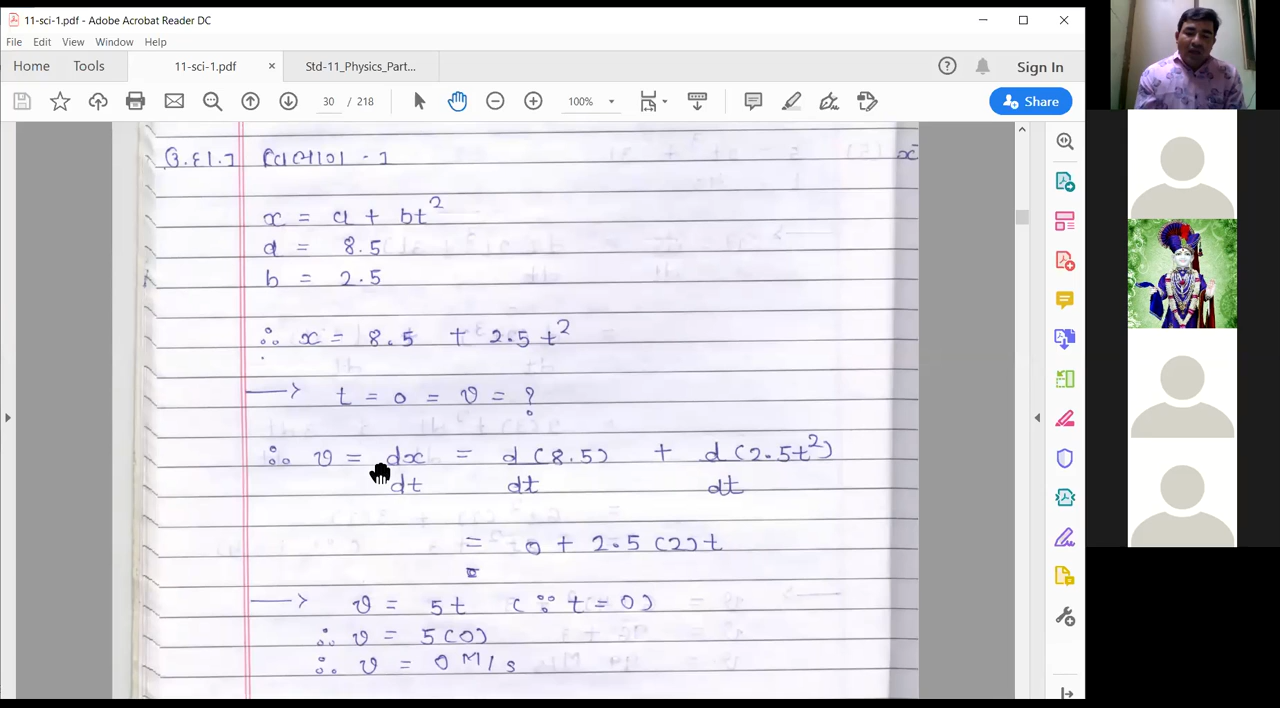 11-sci-1.pdf - Adobe Acrobat Reader DC
File Edit View Window Help
Home Tools 11-sci-1.pdf × Std-11_Physics_Part... Sign In
30 / 218 100% Share
x = a + bt²
a = 8.5
b = 2.5
∴ x = 8.5 + 2.5 t²
→ t = 0 = v = ?
∴ v = dx/dt = d(8.5)/dt + d(2.5t²)/dt
= 0 + 2.5 (2) t
=
→ v = 5t (∵ t = 0)
∴ v = 5(0)
∴ v = 0 M/s